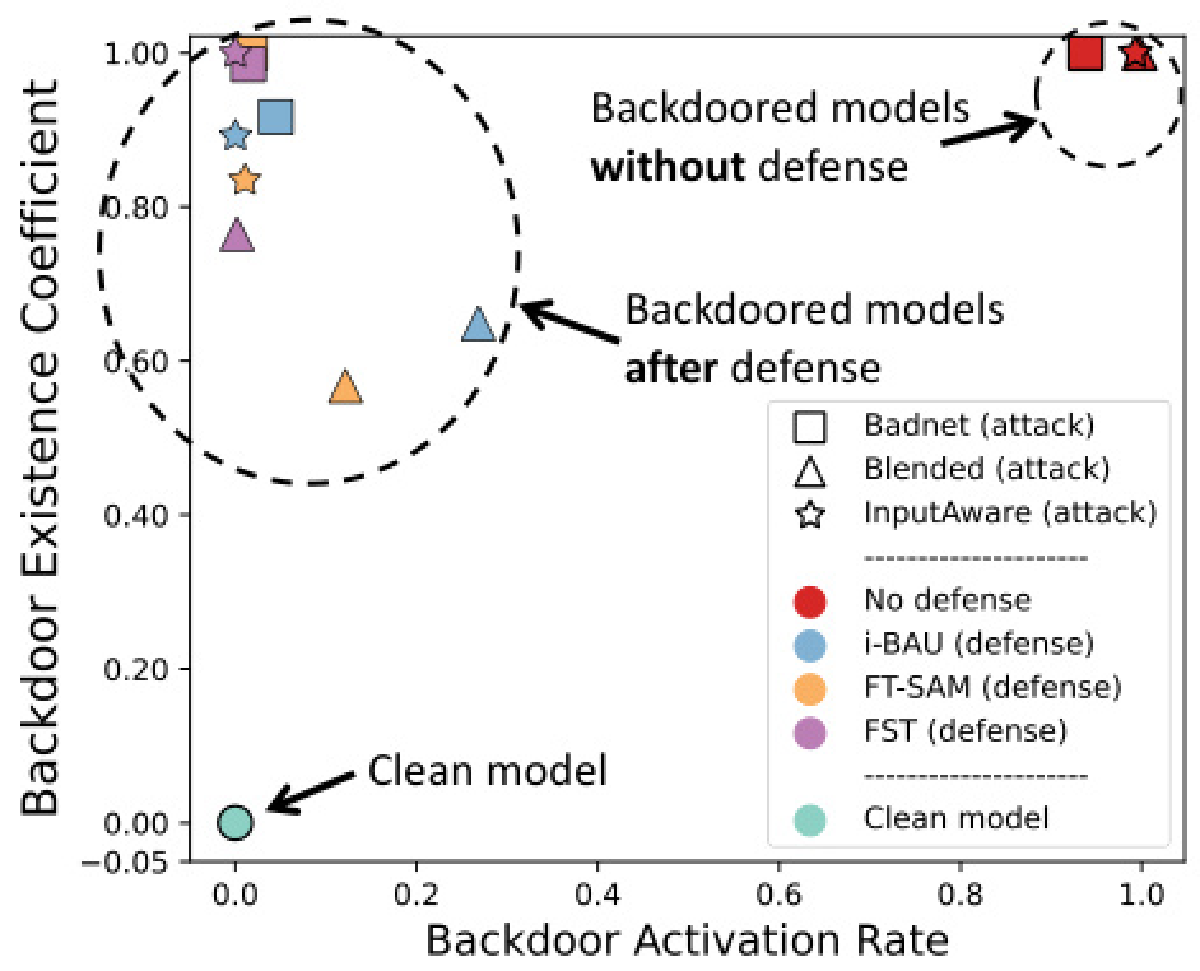 Backdoor Existence Coefficient
1.00
0.80
0.60
0.40
0.20
0.00
−0.05
Backdoored models
without defense
Backdoored models
after defense
Clean model
Badnet (attack)
Blended (attack)
InputAware (attack)
---------------------
No defense
i-BAU (defense)
FT-SAM (defense)
FST (defense)
---------------------
Clean model
0.0 0.2 0.4 0.6 0.8 1.0
Backdoor Activation Rate